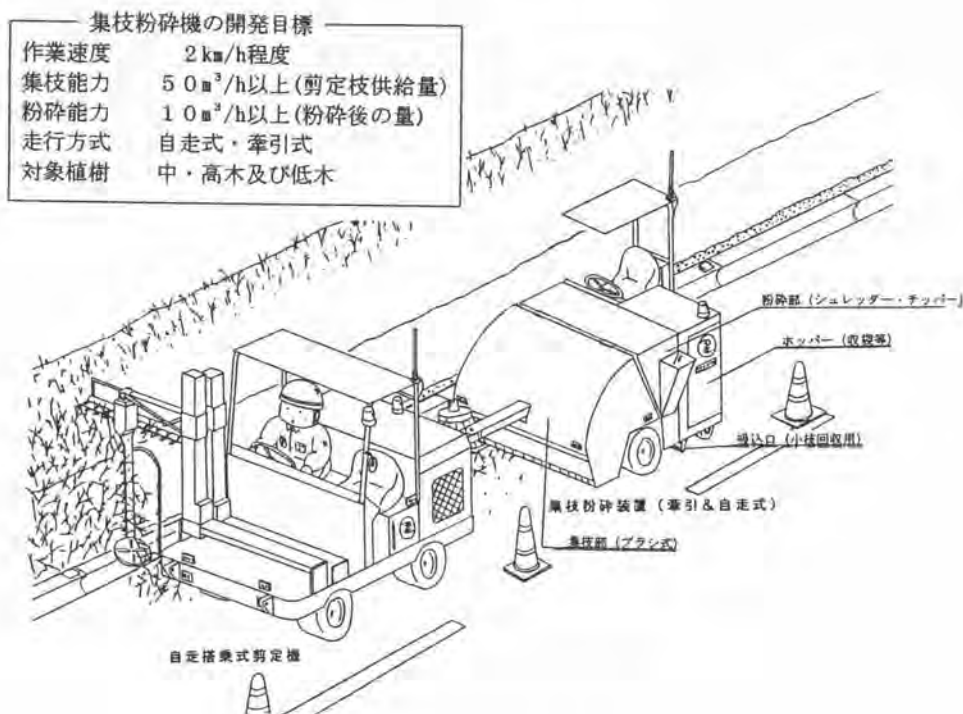 集枝粉砕機の開発目標
作業速度 2km/h程度
集枝能力 50m³/h以上(剪定枝供給量)
粉砕能力 10m³/h以上(粉砕後の量)
走行方式 自走式・牽引式
対象植樹 中・高木及び低木
粉砕部(シュレッダー・チッパー)
ホッパー(収袋等)
吸込口(小枝回収用)
集枝粉砕装置(牽引&自走式)
集枝部(ブラシ式)
自走搭乗式剪定機